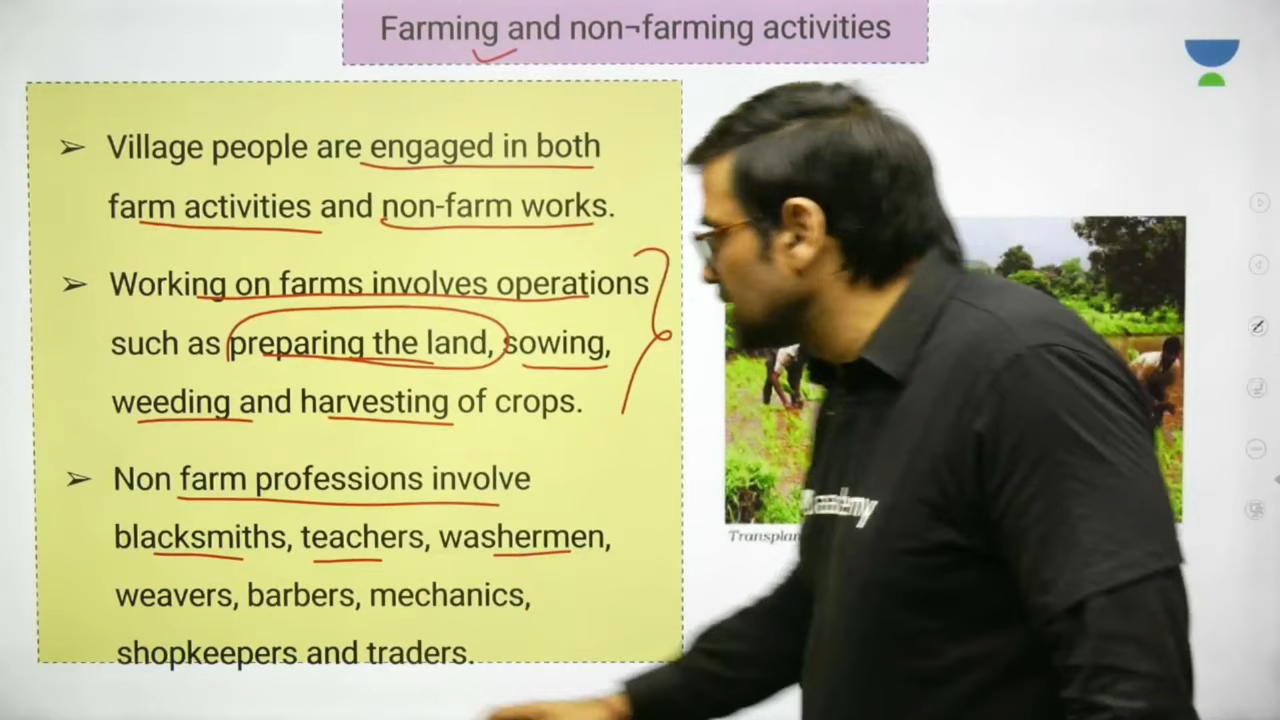 Farming and non¬farming activities
➢ Village people are engaged in both
farm activities and non-farm works.
➢ Working on farms involves operations
such as preparing the land, sowing,
weeding and harvesting of crops.
➢ Non farm professions involve
blacksmiths, teachers, washermen,
weavers, barbers, mechanics,
shopkeepers and traders.